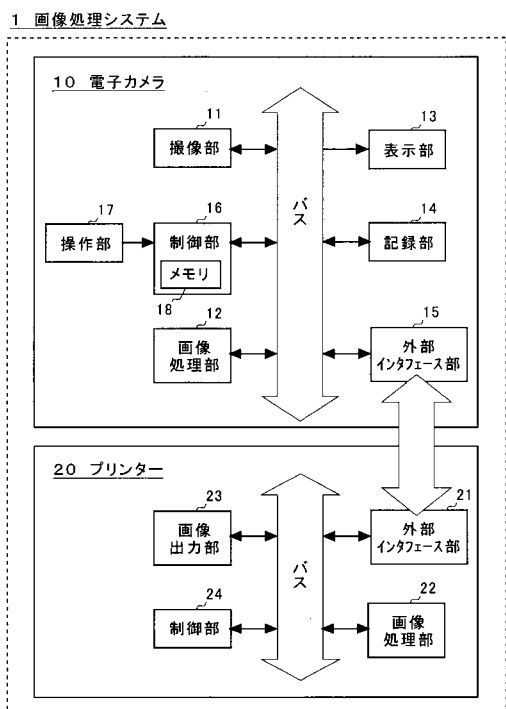 1 画像処理システム
10 電子カメラ
11
撮像部
13
表示部
バス
17
操作部
16
制御部
メモリ
18
14
記録部
12
画像
処理部
15
外部
インタフェース部
20 プリンター
23
画像
出力部
バス
21
外部
インタフェース部
24
制御部
22
画像
処理部